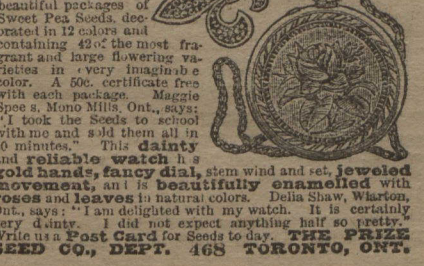 beautiful packages of
Sweet Pea Seeds, dec-
orated in 12 colors and
containing 42 of the most fra-
grant and large flowering va-
rieties in every imaginable
color. A 50c. certificate free
with each package. Maggie
Spee s, Mono Mills, Ont., says:
"I took the Seeds to school
with me and sold them all in
0 minutes." This dainty
and reliable watch h s
gold hands, fancy dial, stem wind and set, jeweled
movement, and is beautifully enamelled with
roses and leaves in natural colors. Delia Shaw, Wiarton,
Ont., says: "I am delighted with my watch. It is certainly
very dainty. I did not expect anything half so pretty."
Write us a Post Card for Seeds to day. THE PRIZE
SEED CO., DEPT. 468 TORONTO, ONT.